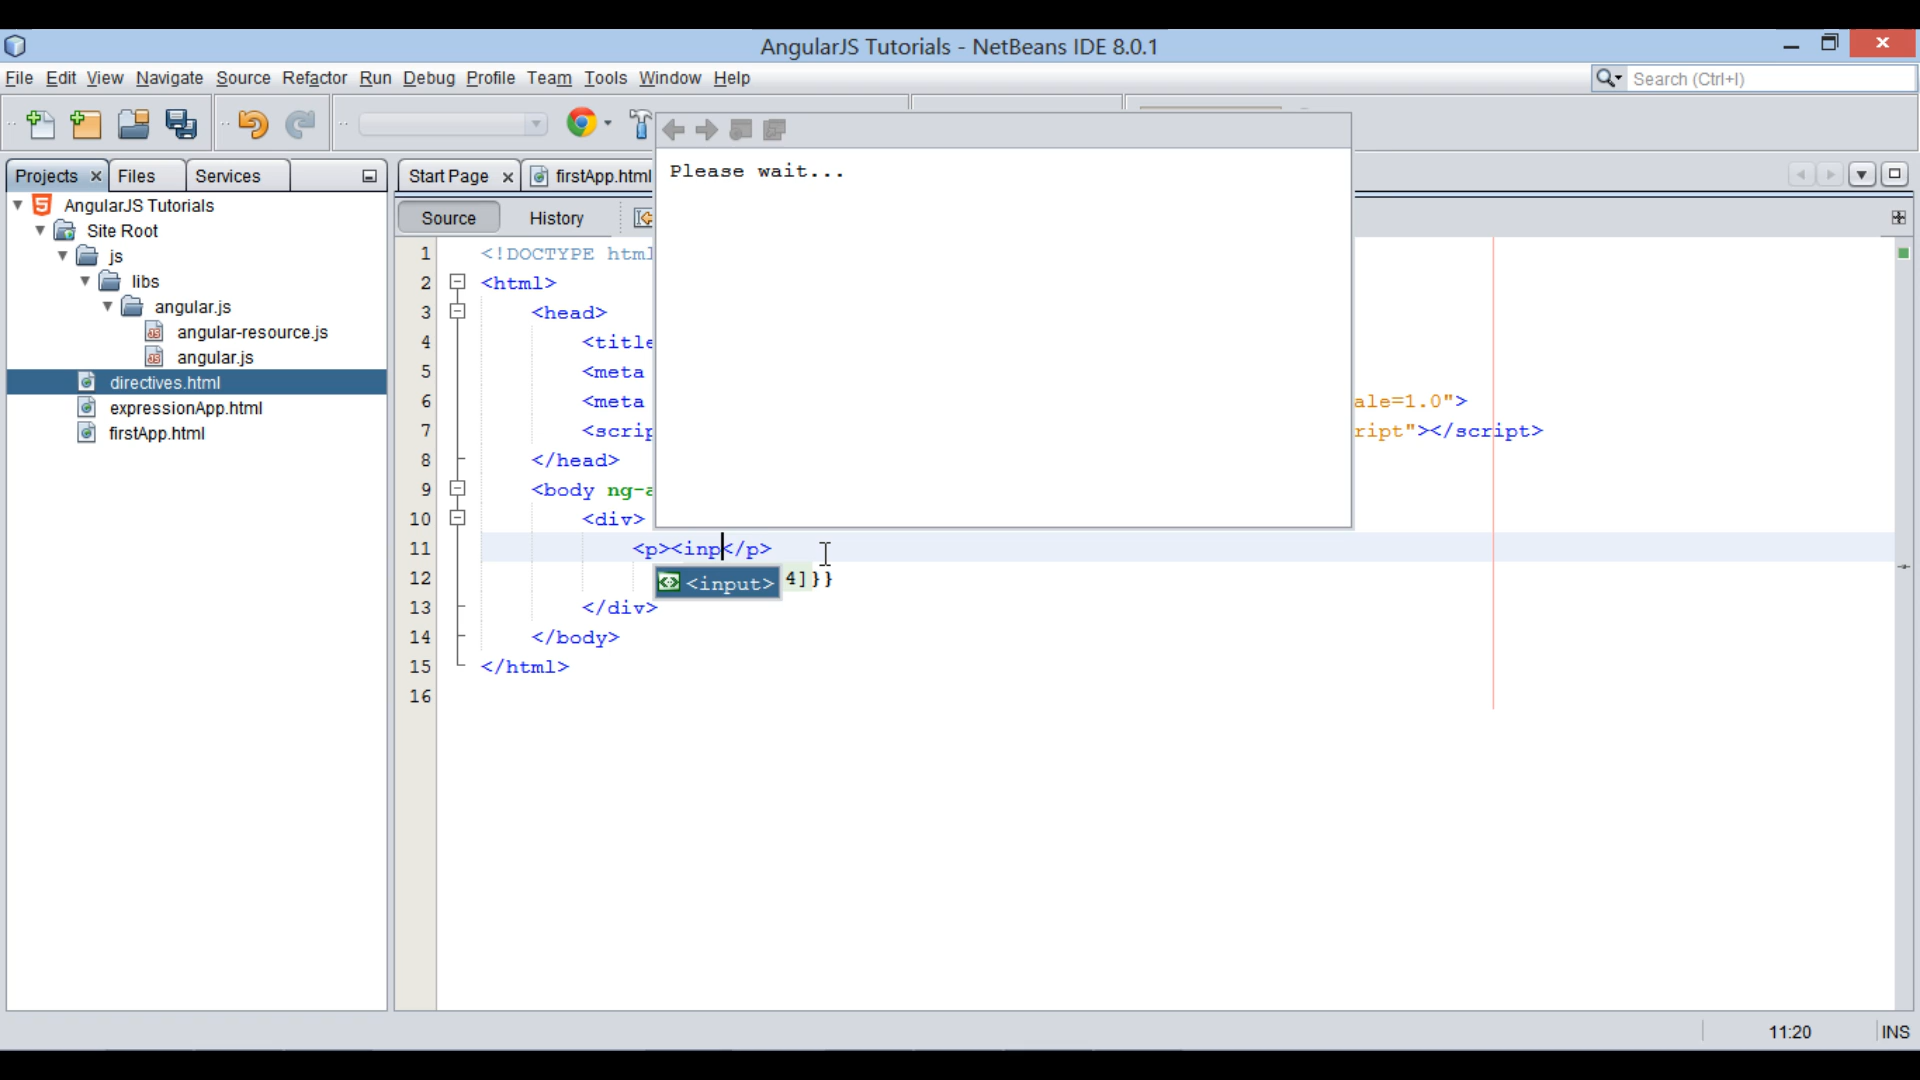 AngularJS Tutorials - NetBeans IDE 8.0.1
File Edit View Navigate Source Refactor Run Debug Profile Team Tools Window Help
Search (Ctrl+I)
Projects Files Services
Start Page firstApp.html
Please wait...
AngularJS Tutorials
Site Root
js
libs
angular.js
angular-resource.js
angular.js
directives.html
expressionApp.html
firstApp.html
Source History
1 <!DOCTYPE html
2 <html>
3 <head>
4 <title
5 <meta
6 <meta ale=1.0">
7 <scrip ript"></script>
8 </head>
9 <body ng-a
10 <div>
11 <p><inp</p>
12 4]}}
<input>
13 </div>
14 </body>
15 </html>
16
11:20 INS